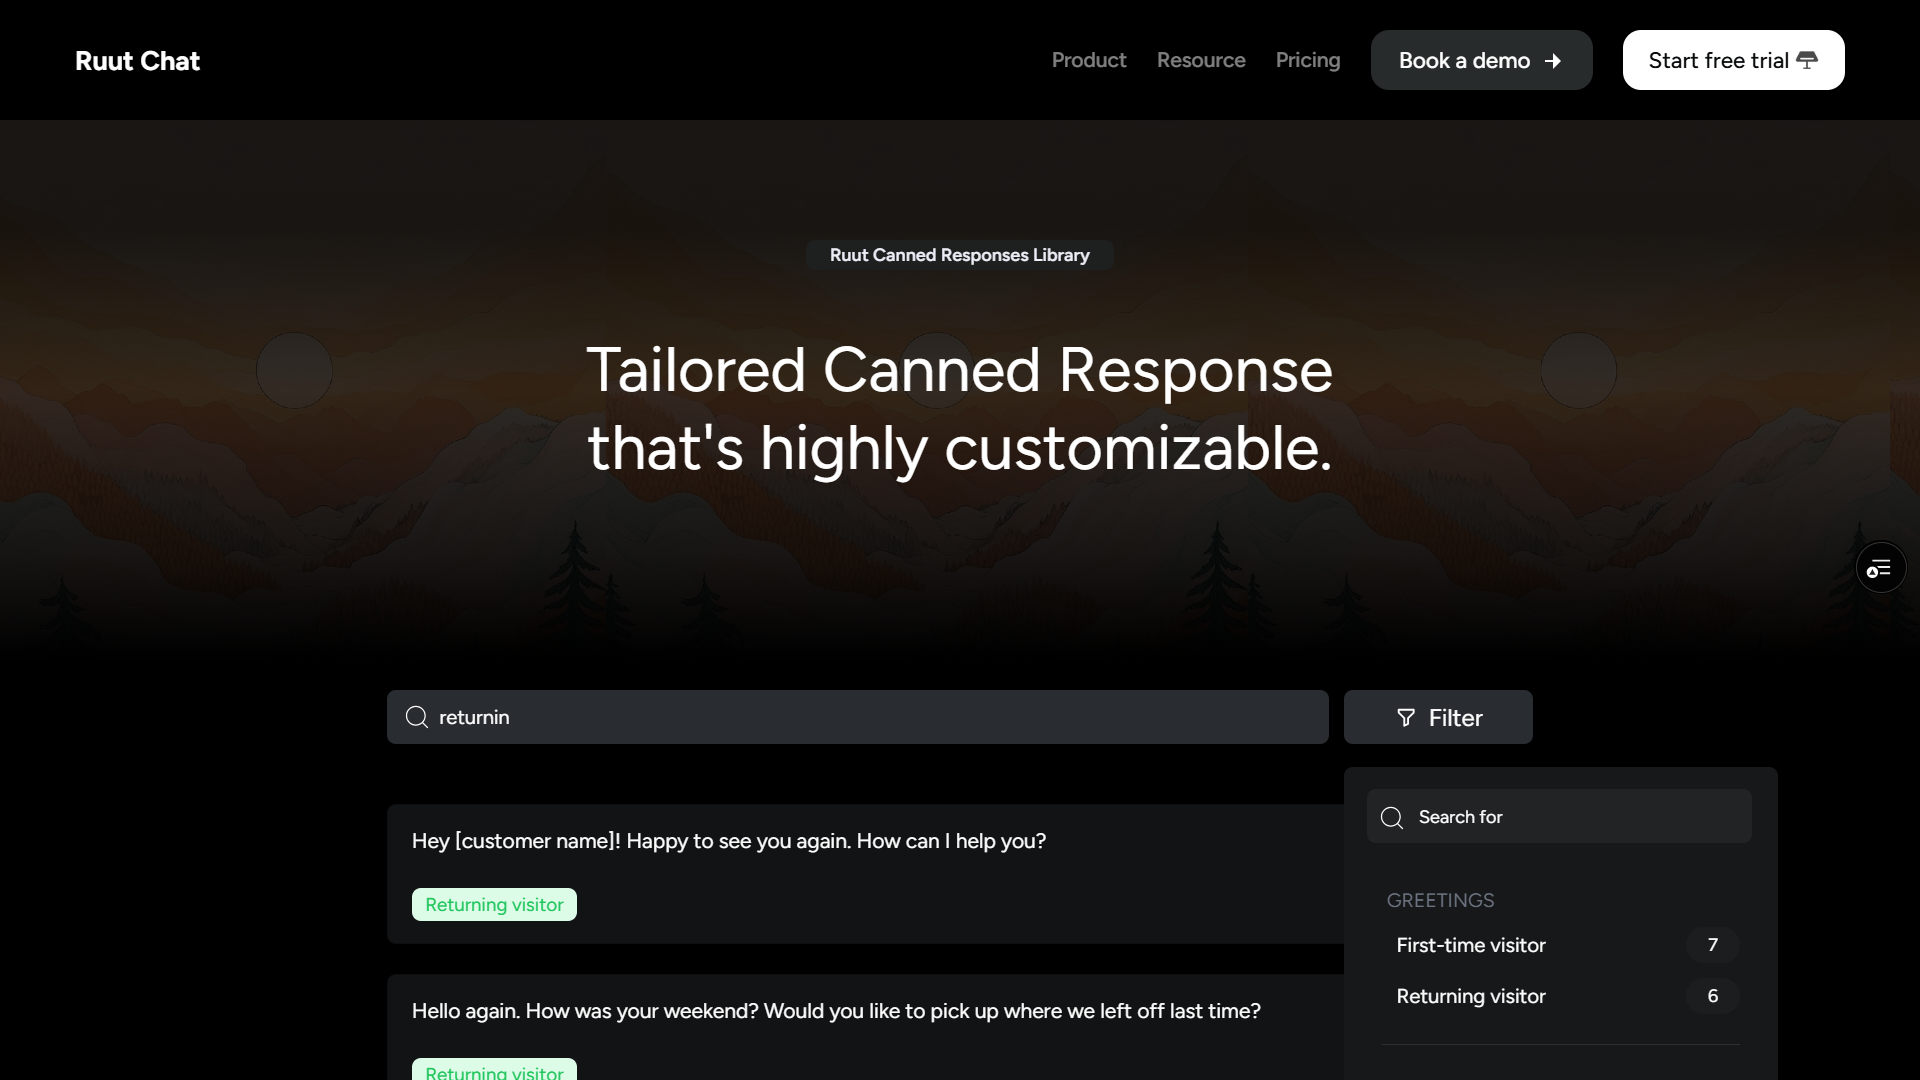 Ruut Chat
Product
Resource
Pricing
Book a demo
Start free trial
Ruut Canned Responses Library
Tailored Canned Response
that's highly customizable.
returnin
Filter
Search for
Hey [customer name]! Happy to see you again. How can I help you?
Returning visitor
GREETINGS
First-time visitor 7
Returning visitor 6
Hello again. How was your weekend? Would you like to pick up where we left off last time?
Returning visitor